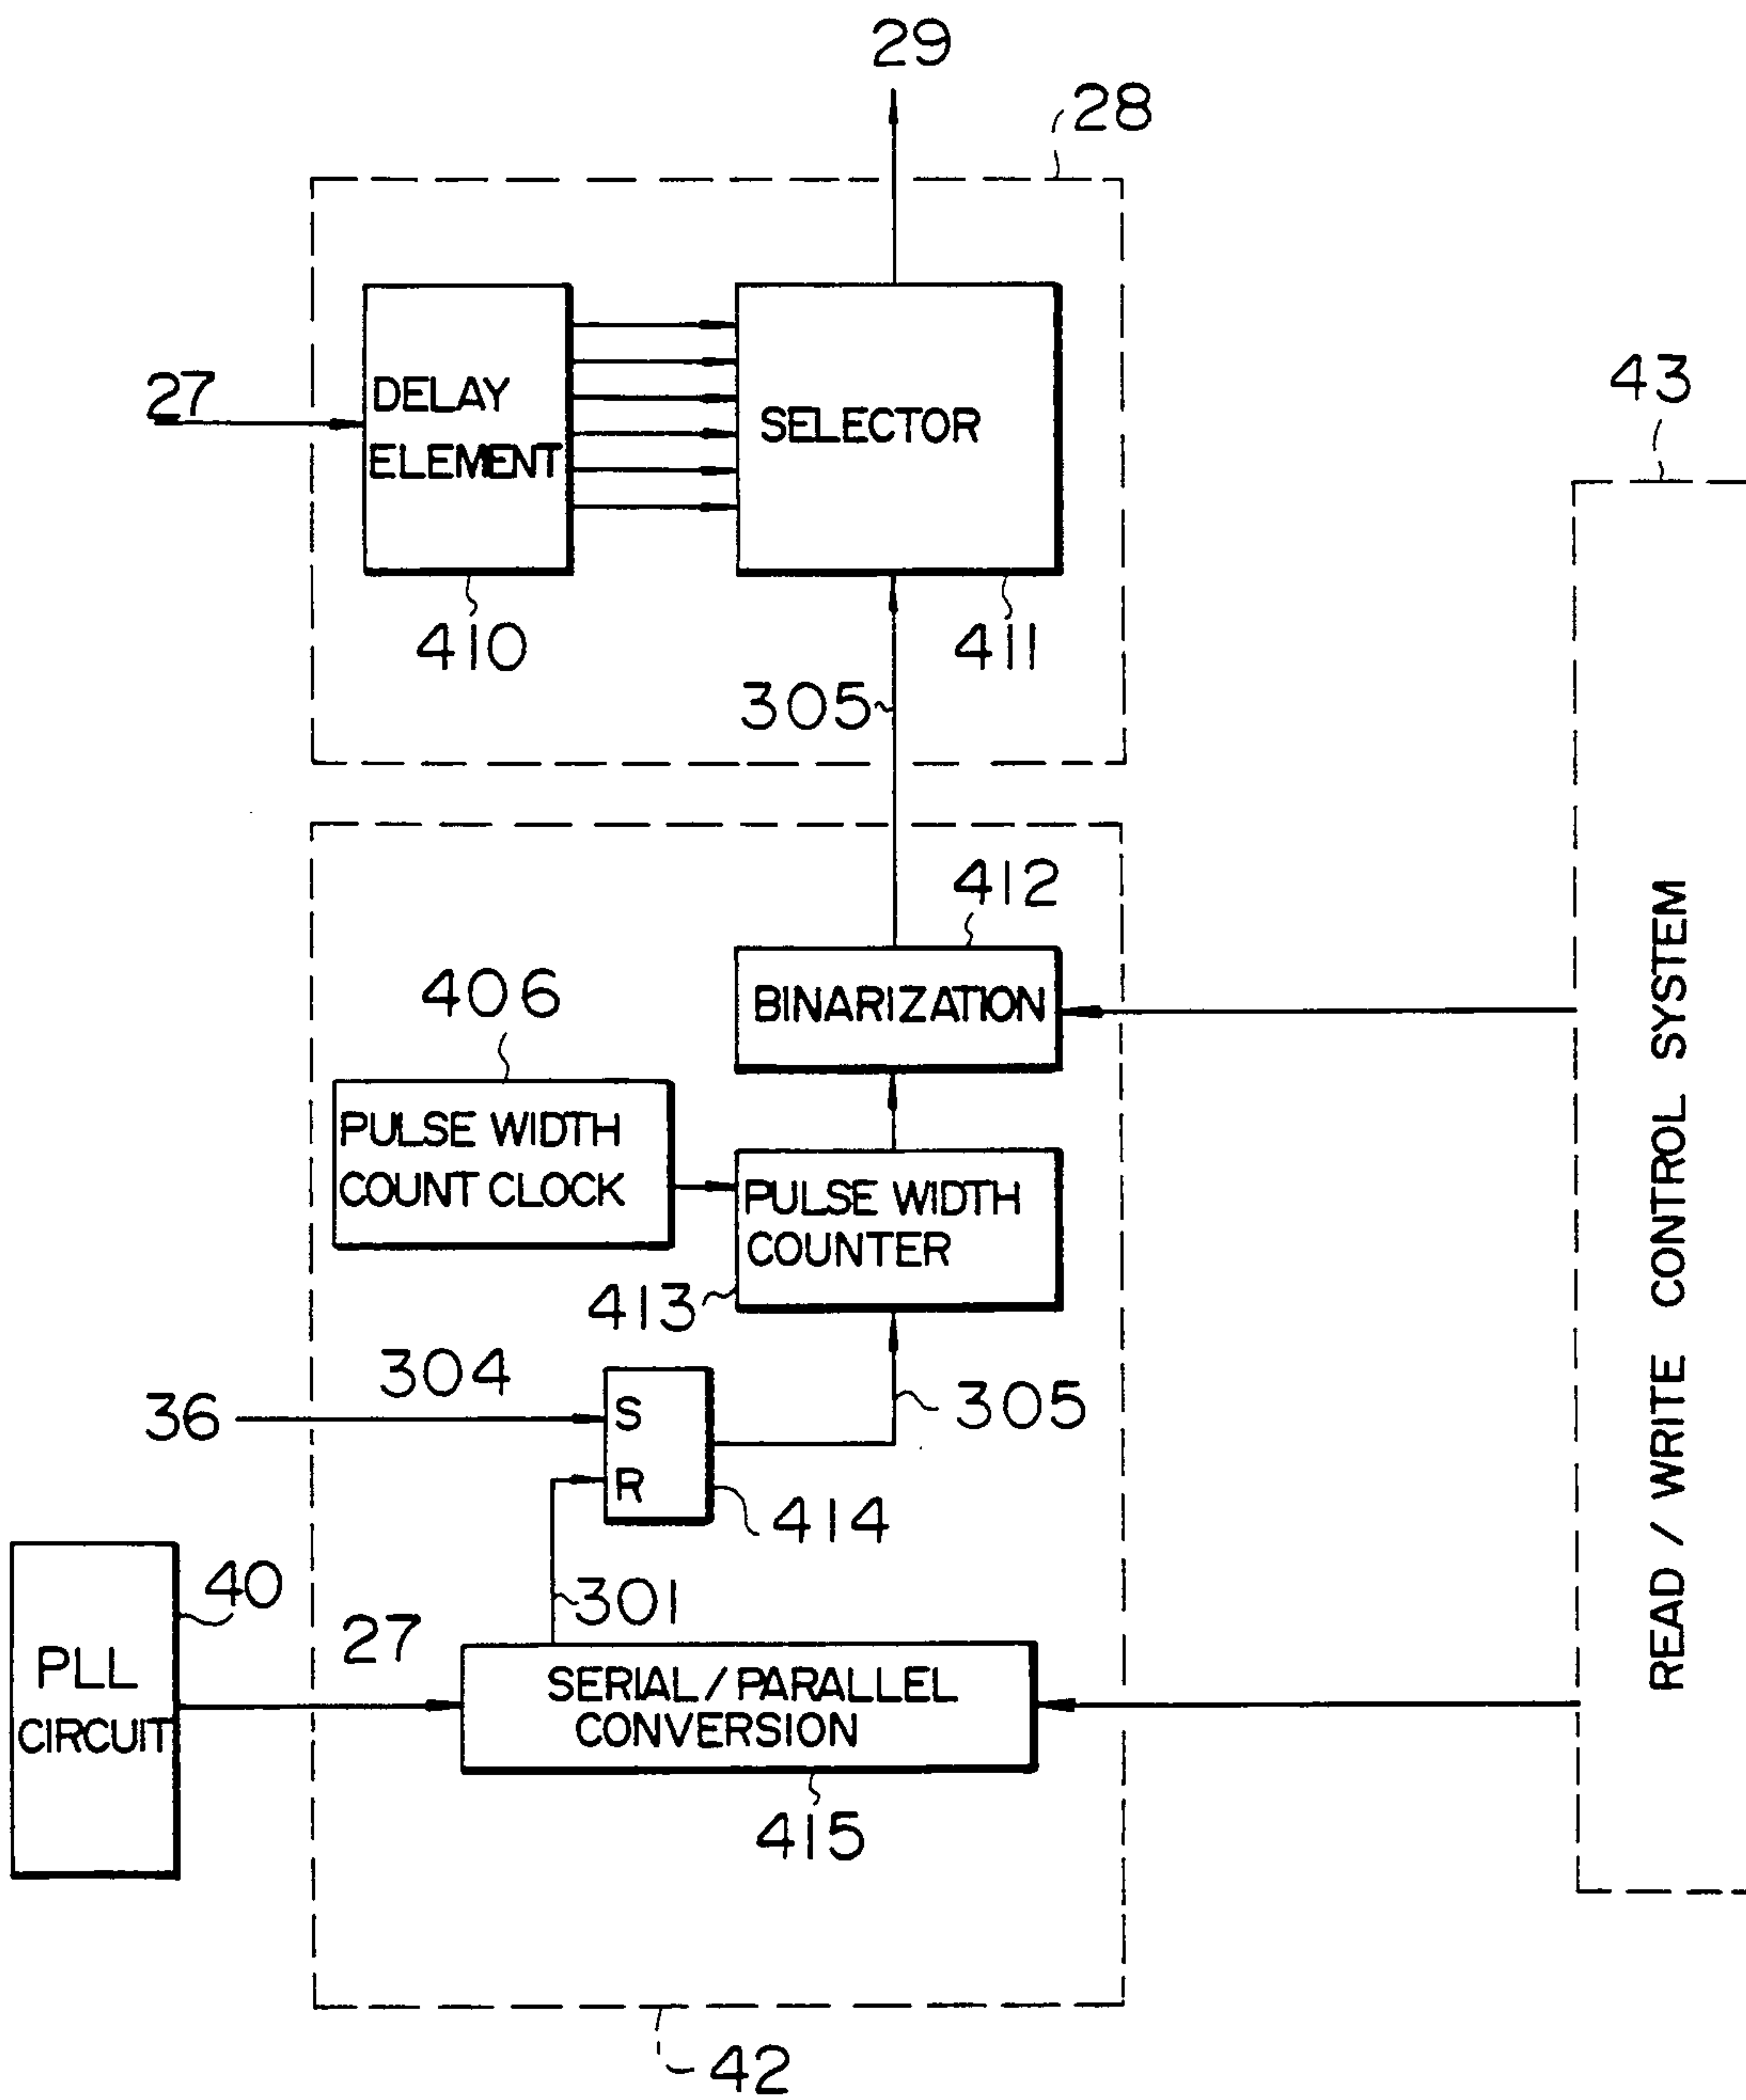 29
28
43
27
DELAY
ELEMENT
SELECTOR
410
411
305
412
406
BINARIZATION
PULSE WIDTH
COUNT CLOCK
PULSE WIDTH
COUNTER
413
304
36
S
R
305
414
40
301
27
PLL
CIRCUIT
SERIAL / PARALLEL
CONVERSION
415
42
READ / WRITE CONTROL SYSTEM